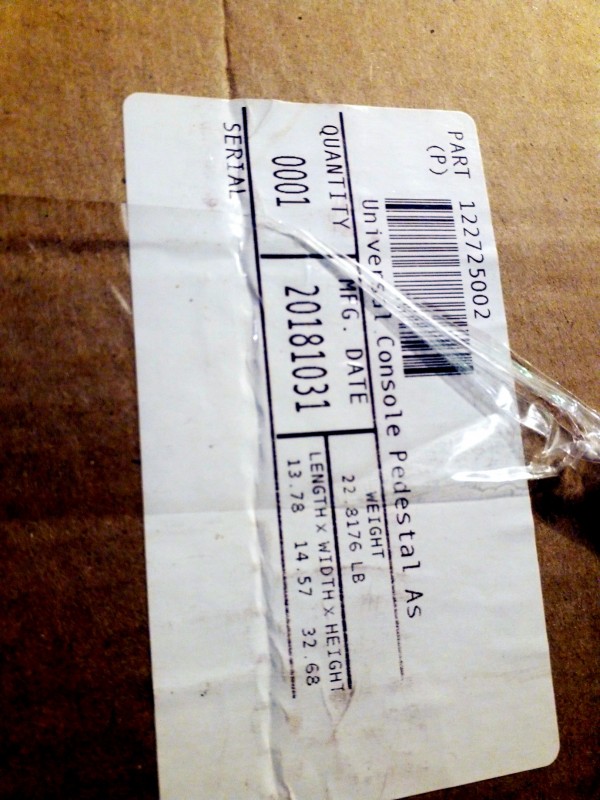 PART 122725002
(P)
Universal Console Pedestal As
QUANTITY
0001
MFG. DATE
20181031
WEIGHT
22.8176 LB
LENGTH X WIDTH X HEIGHT
13.78 14.57 32.68
SERIAL